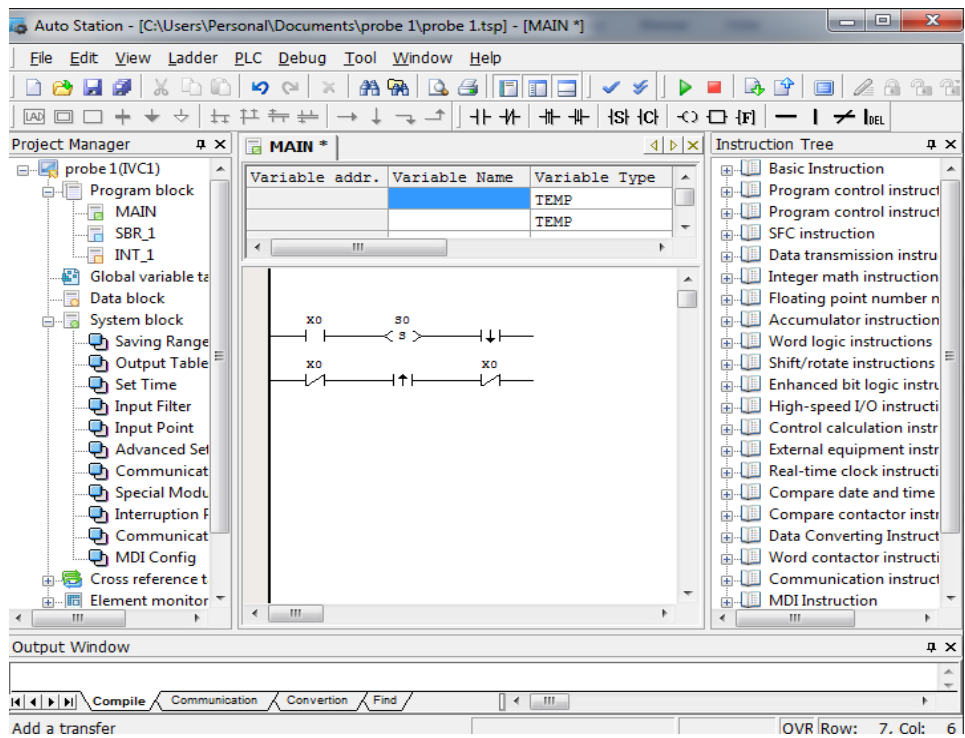 Auto Station - [C:\Users\Personal\Documents\probe 1\probe 1.tsp] - [MAIN *]
File Edit View Ladder PLC Debug Tool Window Help
LAD S C F DEL
Project Manager
probe 1(IVC1)
Program block
MAIN
SBR_1
INT_1
Global variable ta
Data block
System block
Saving Range
Output Table
Set Time
Input Filter
Input Point
Advanced Set
Communicat
Special Modu
Interruption P
Communicat
MDI Config
Cross reference t
Element monitor
MAIN *
Variable addr. Variable Name Variable Type
TEMP
TEMP
X0 S0
S
X0 X0
Instruction Tree
Basic Instruction
Program control instruct
Program control instruct
SFC instruction
Data transmission instru
Integer math instruction
Floating point number n
Accumulator instruction
Word logic instructions
Shift/rotate instructions
Enhanced bit logic instru
High-speed I/O instructi
Control calculation instr
External equipment instr
Real-time clock instructi
Compare date and time
Compare contactor instr
Data Converting Instruct
Word contactor instructi
Communication instruct
MDI Instruction
Output Window
Compile Communication Convertion Find
Add a transfer OVR Row: 7, Col: 6